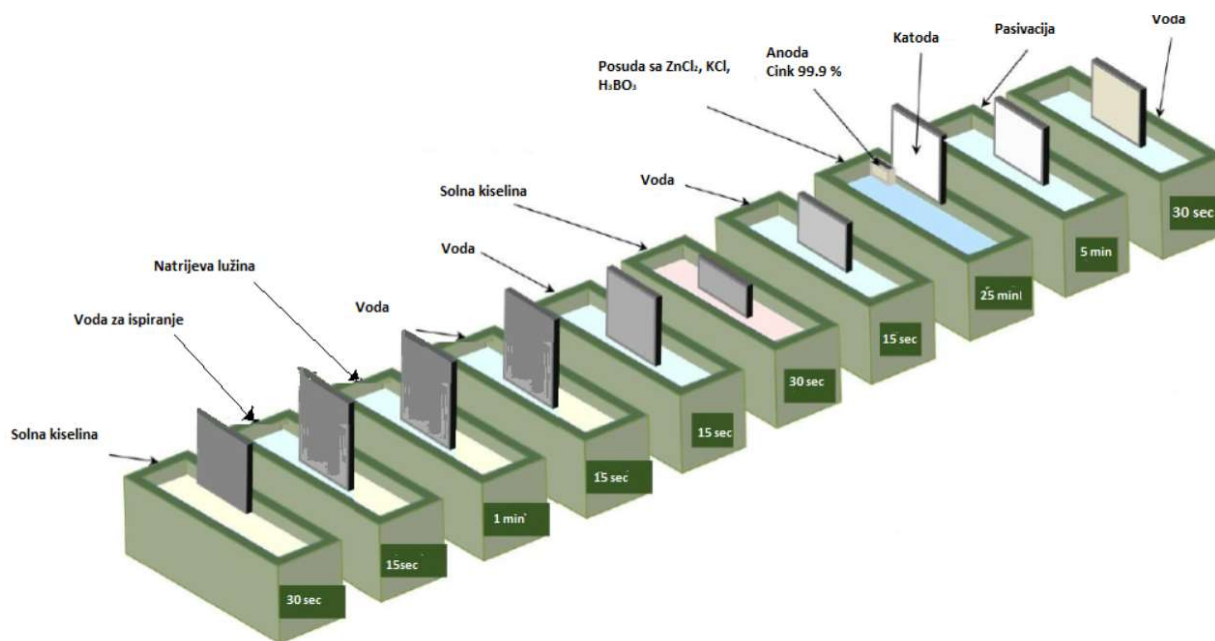 Voda
Pasivacija
Katoda
Anoda
Cink 99.9 %
Posuda sa ZnCl₂, KCl,
H₃BO₃
Voda
Solna kiselina
Voda
Natrijeva lužina
Voda
Voda za ispiranje
Solna kiselina
30 sec
5 min
25 min
15 sec
30 sec
15 sec
15 sec
1 min
15sec
30 sec